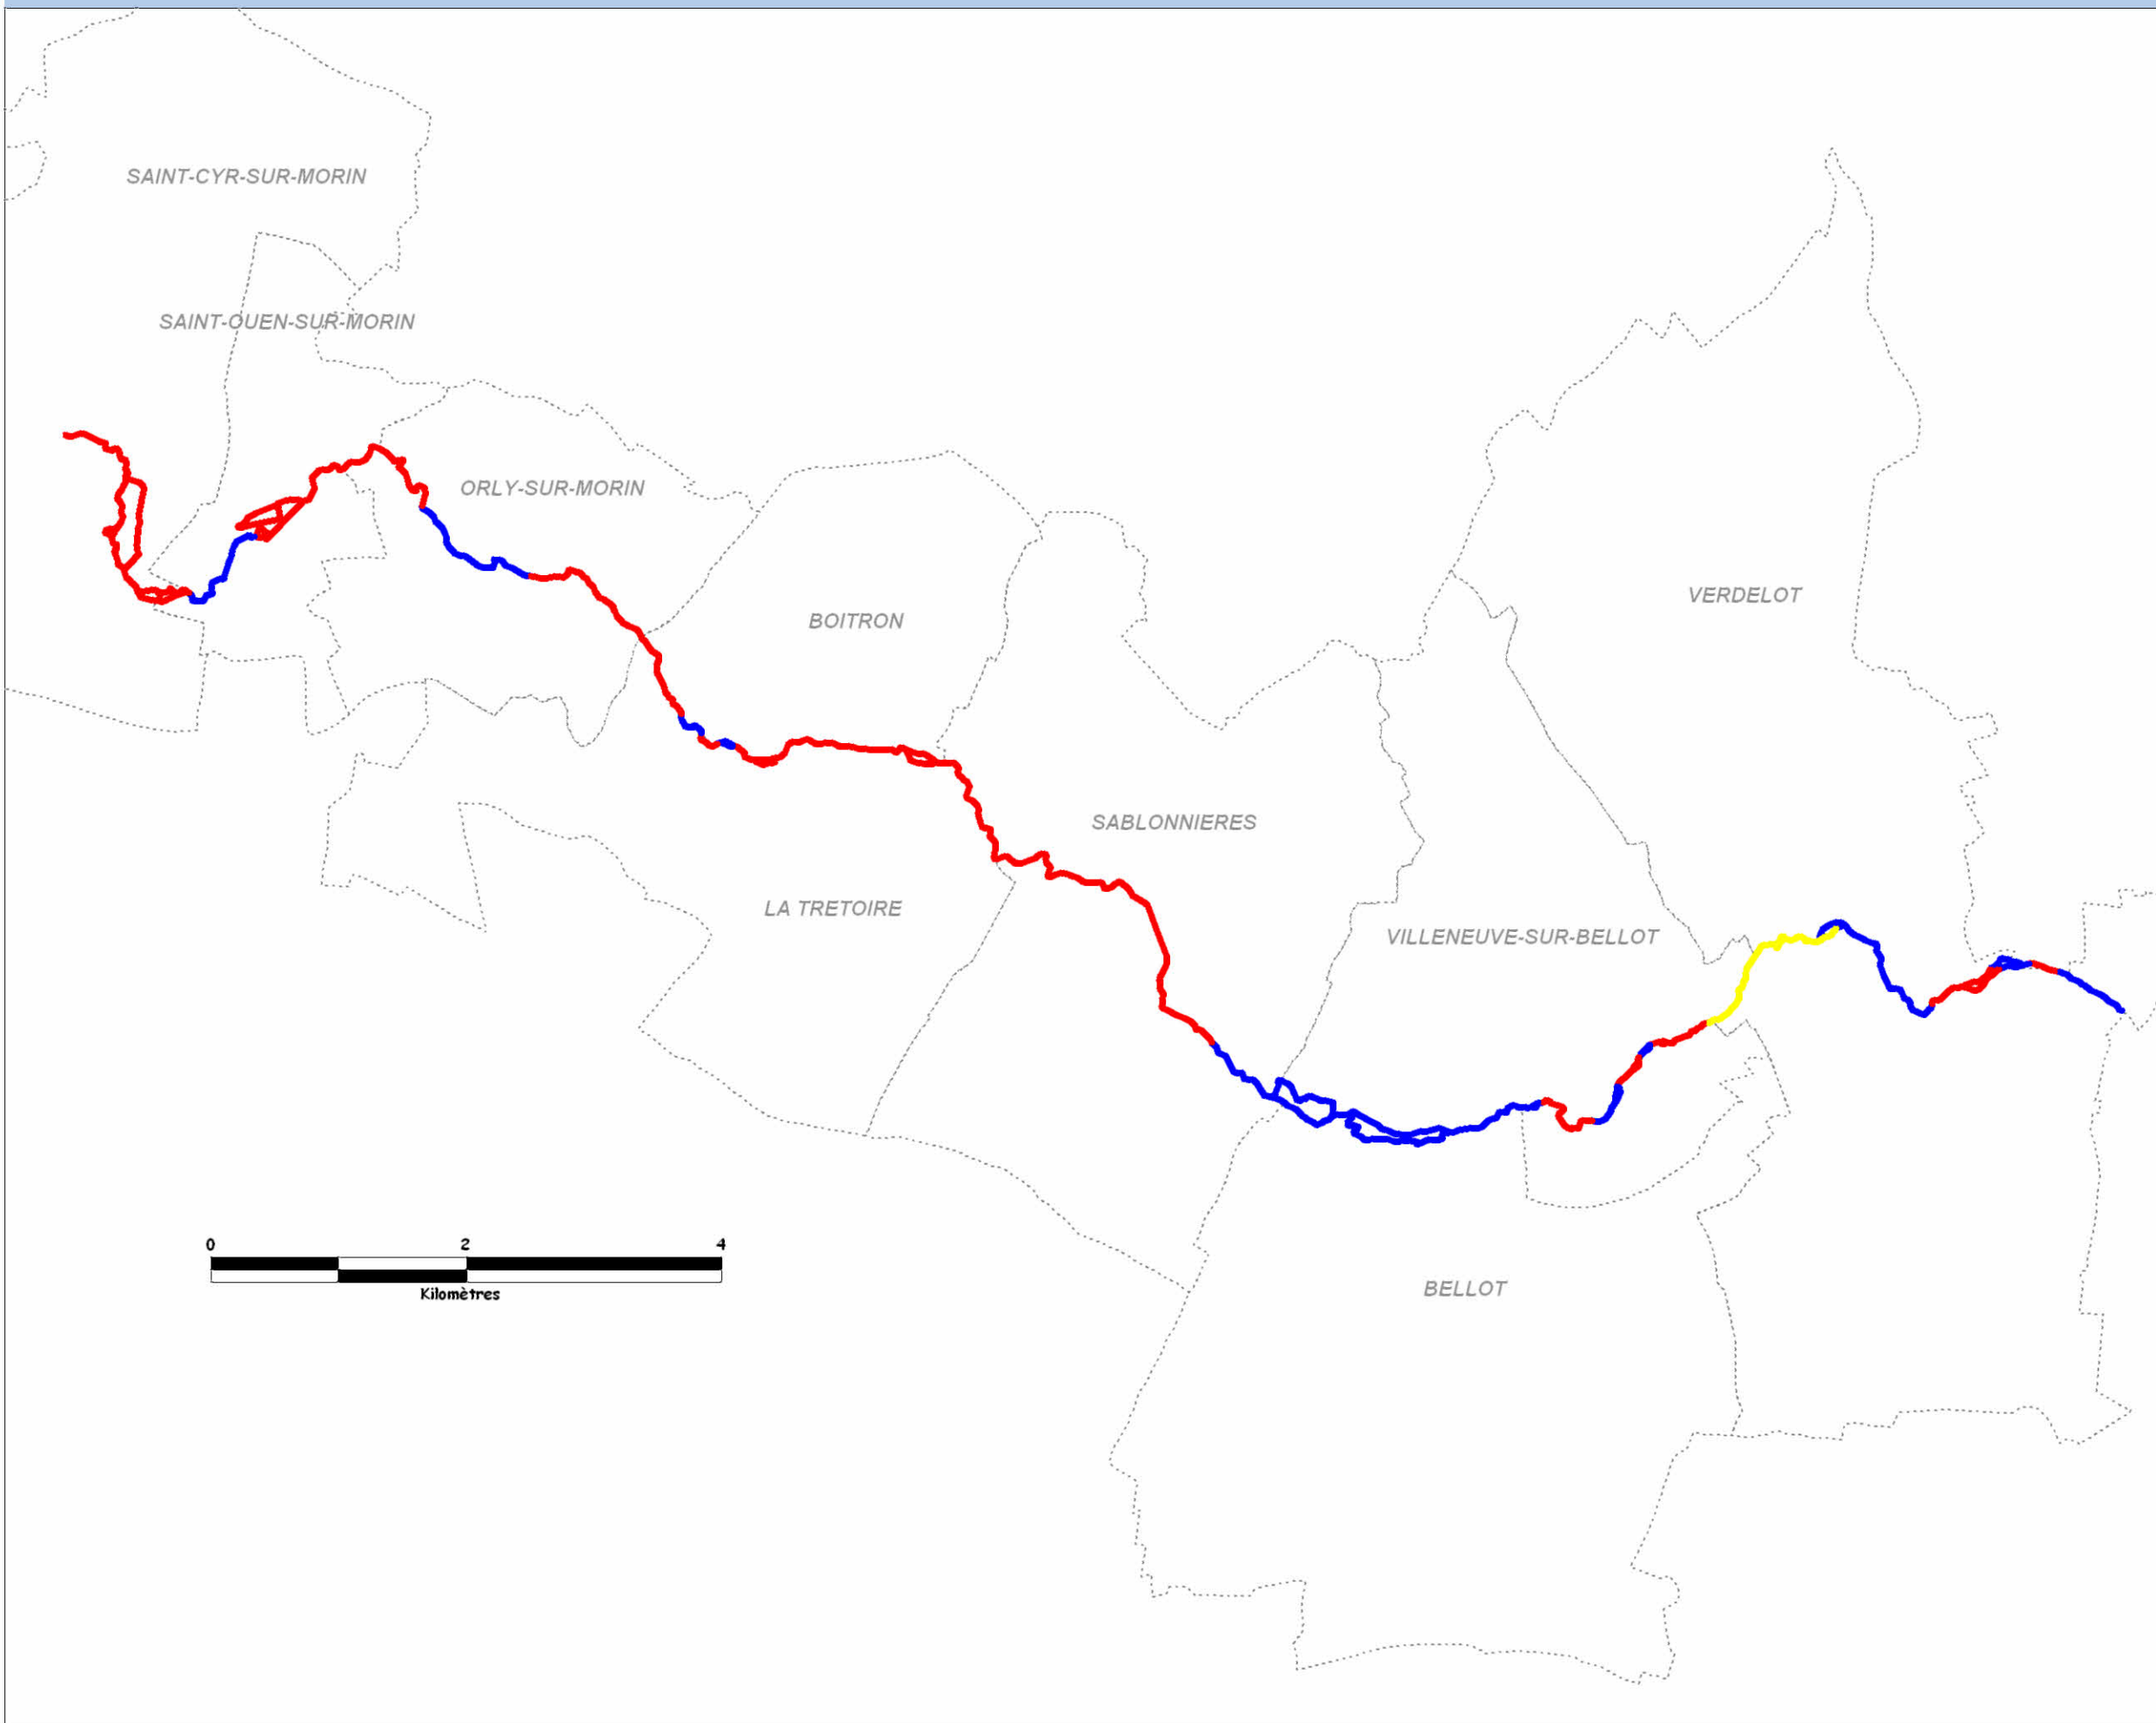 SAINT-CYR-SUR-MORIN
SAINT-OUEN-SUR-MORIN
ORLY-SUR-MORIN
VERDELOT
BOITRON
SABLONNIERES
LA TRETOIRE
VILLENEUVE-SUR-BELLOT
0 2 4
Kilomètres
BELLOT